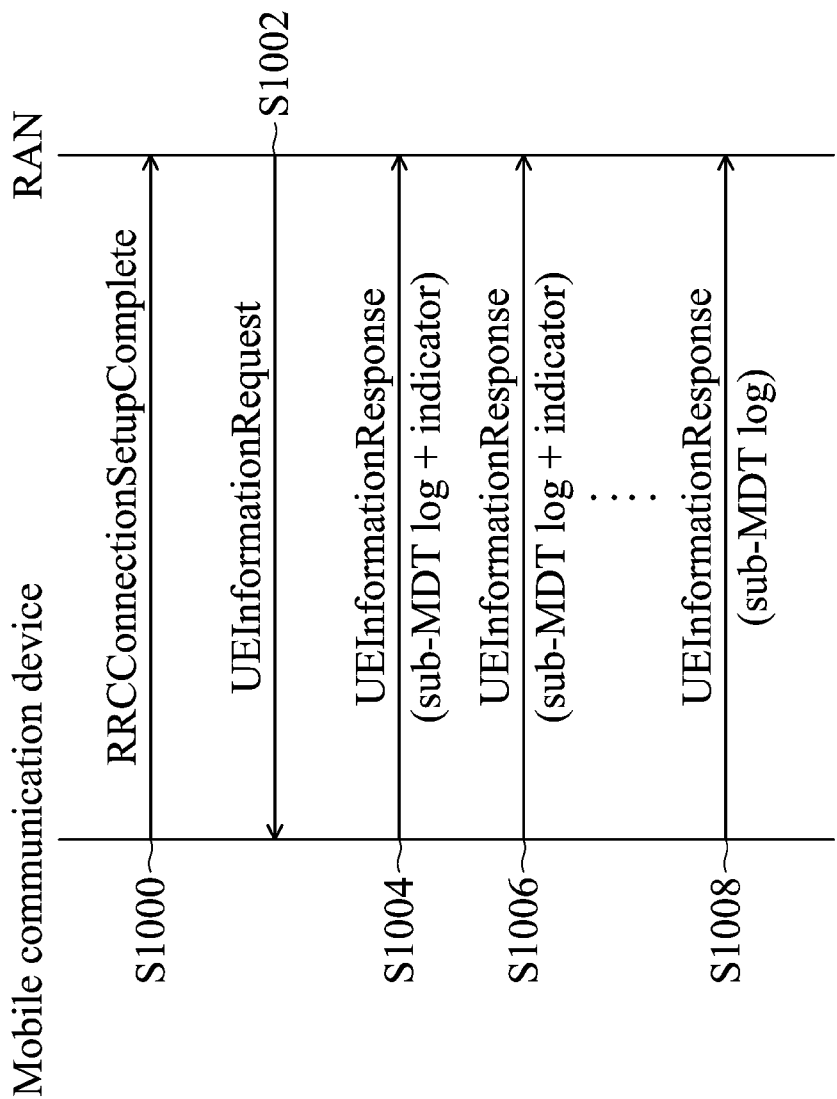 Mobile communication device
RAN
S1000
RRCConnectionSetupComplete
UEInformationRequest
S1002
S1004
UEInformationResponse
(sub-MDT log + indicator)
S1006
UEInformationResponse
(sub-MDT log + indicator)
....
S1008
UEInformationResponse
(sub-MDT log)